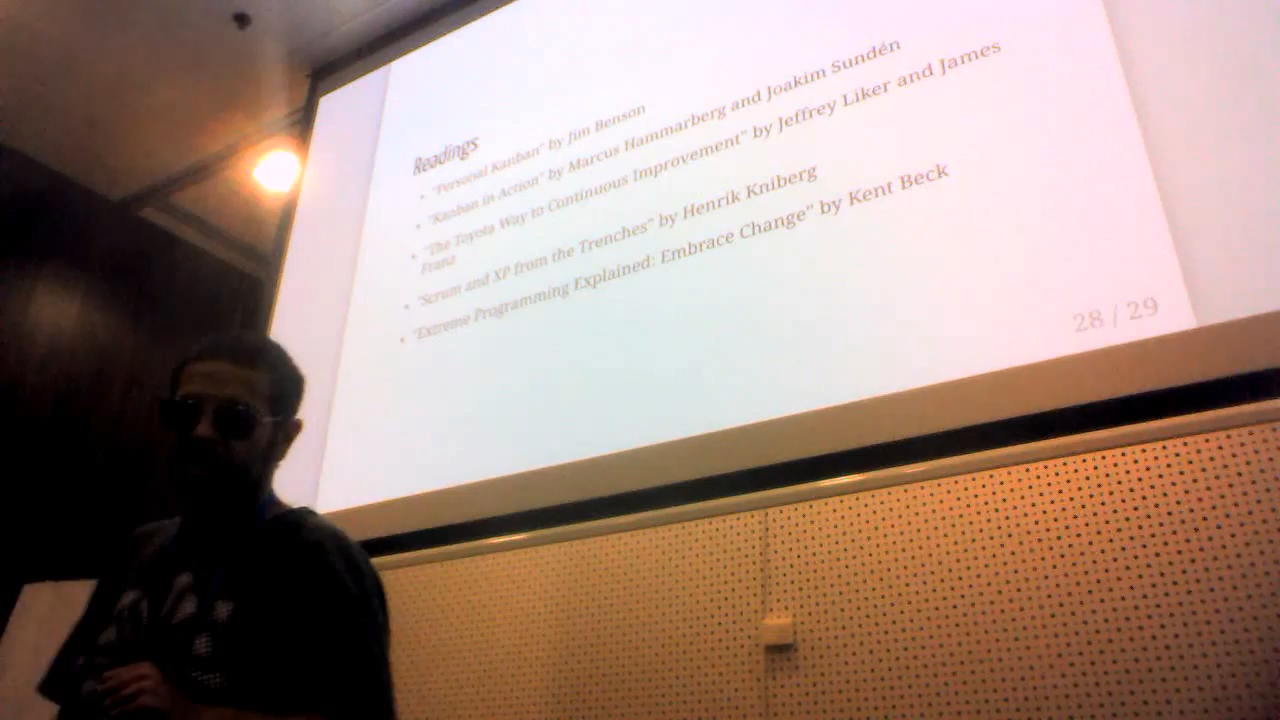 Readings
• "Personal Kanban" by Jim Benson
• "Kanban in Action" by Marcus Hammarberg and Joakim Sundén
• "The Toyota Way to Continuous Improvement" by Jeffrey Liker and James
Franz
• "Scrum and XP from the Trenches" by Henrik Kniberg
• "Extreme Programming Explained: Embrace Change" by Kent Beck
28 / 29